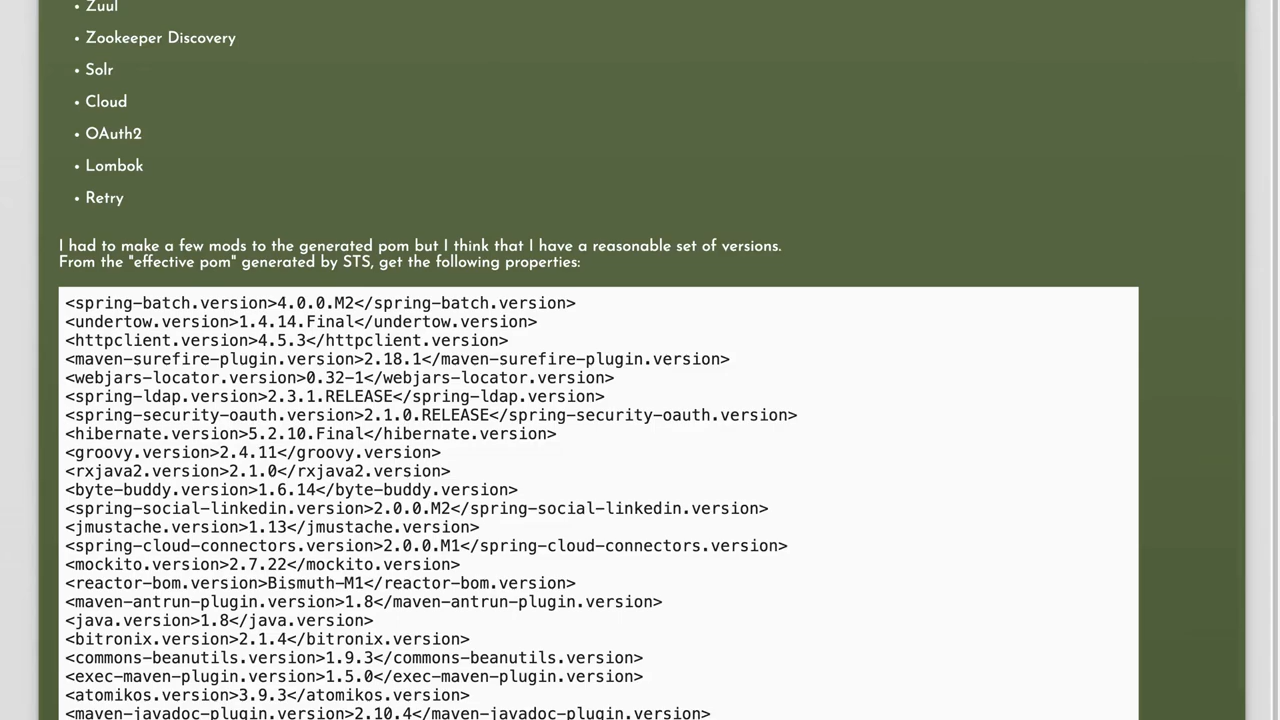 • Zuul
• Zookeeper Discovery
• Solr
• Cloud
• OAuth2
• Lombok
• Retry
I had to make a few mods to the generated pom but I think that I have a reasonable set of versions.
From the "effective pom" generated by STS, get the following properties:
<spring-batch.version>4.0.0.M2</spring-batch.version>
<undertow.version>1.4.14.Final</undertow.version>
<httpclient.version>4.5.3</httpclient.version>
<maven-surefire-plugin.version>2.18.1</maven-surefire-plugin.version>
<webjars-locator.version>0.32-1</webjars-locator.version>
<spring-ldap.version>2.3.1.RELEASE</spring-ldap.version>
<spring-security-oauth.version>2.1.0.RELEASE</spring-security-oauth.version>
<hibernate.version>5.2.10.Final</hibernate.version>
<groovy.version>2.4.11</groovy.version>
<rxjava2.version>2.1.0</rxjava2.version>
<byte-buddy.version>1.6.14</byte-buddy.version>
<spring-social-linkedin.version>2.0.0.M2</spring-social-linkedin.version>
<jmustache.version>1.13</jmustache.version>
<spring-cloud-connectors.version>2.0.0.M1</spring-cloud-connectors.version>
<mockito.version>2.7.22</mockito.version>
<reactor-bom.version>Bismuth-M1</reactor-bom.version>
<maven-antrun-plugin.version>1.8</maven-antrun-plugin.version>
<java.version>1.8</java.version>
<bitronix.version>2.1.4</bitronix.version>
<commons-beanutils.version>1.9.3</commons-beanutils.version>
<exec-maven-plugin.version>1.5.0</exec-maven-plugin.version>
<atomikos.version>3.9.3</atomikos.version>
<maven-javadoc-plugin.version>2.10.4</maven-javadoc-plugin.version>